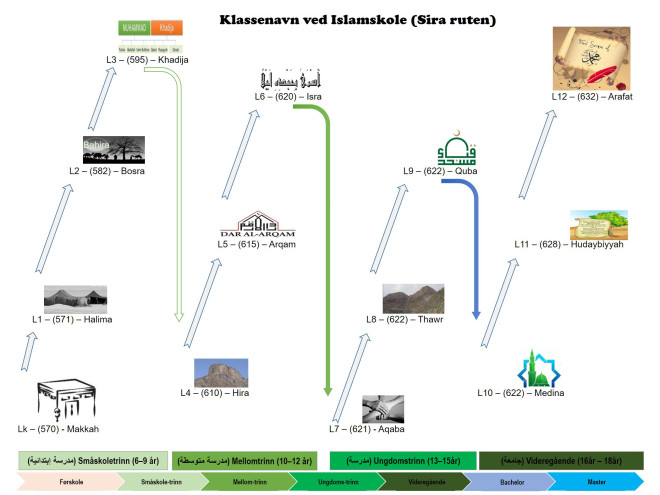 Klassenavn ved Islamskole (Sira ruten)
MUHAMMAD
Khadija
L3 – (595) – Khadija
Bahira
L2 – (582) – Bosra
L1 – (571) – Halima
Lk – (570) - Makkah
L6 – (620) – Isra
DAR AL-ARQAM
L5 – (615) – Arqam
L4 – (610) – Hira
قباء
مسجد
L9 – (622) – Quba
L8 – (622) – Thawr
L7 – (621) - Aqaba
L12 – (632) – Arafat
L11 – (628) – Hudaybiyyah
L10 – (622) – Medina
(مدرسة إبتدائية) Småskoletrinn (6–9 år)
(مدرسة متوسطة) Mellomtrinn (10–12 år)
(مدرسة) Ungdomstrinn (13–15år)
(جامعة) Videregående (16år – 18år)
Førskole
Småskole-trinn
Mellom-trinn
Ungdoms-trinn
Videregående
Bachelor
Master